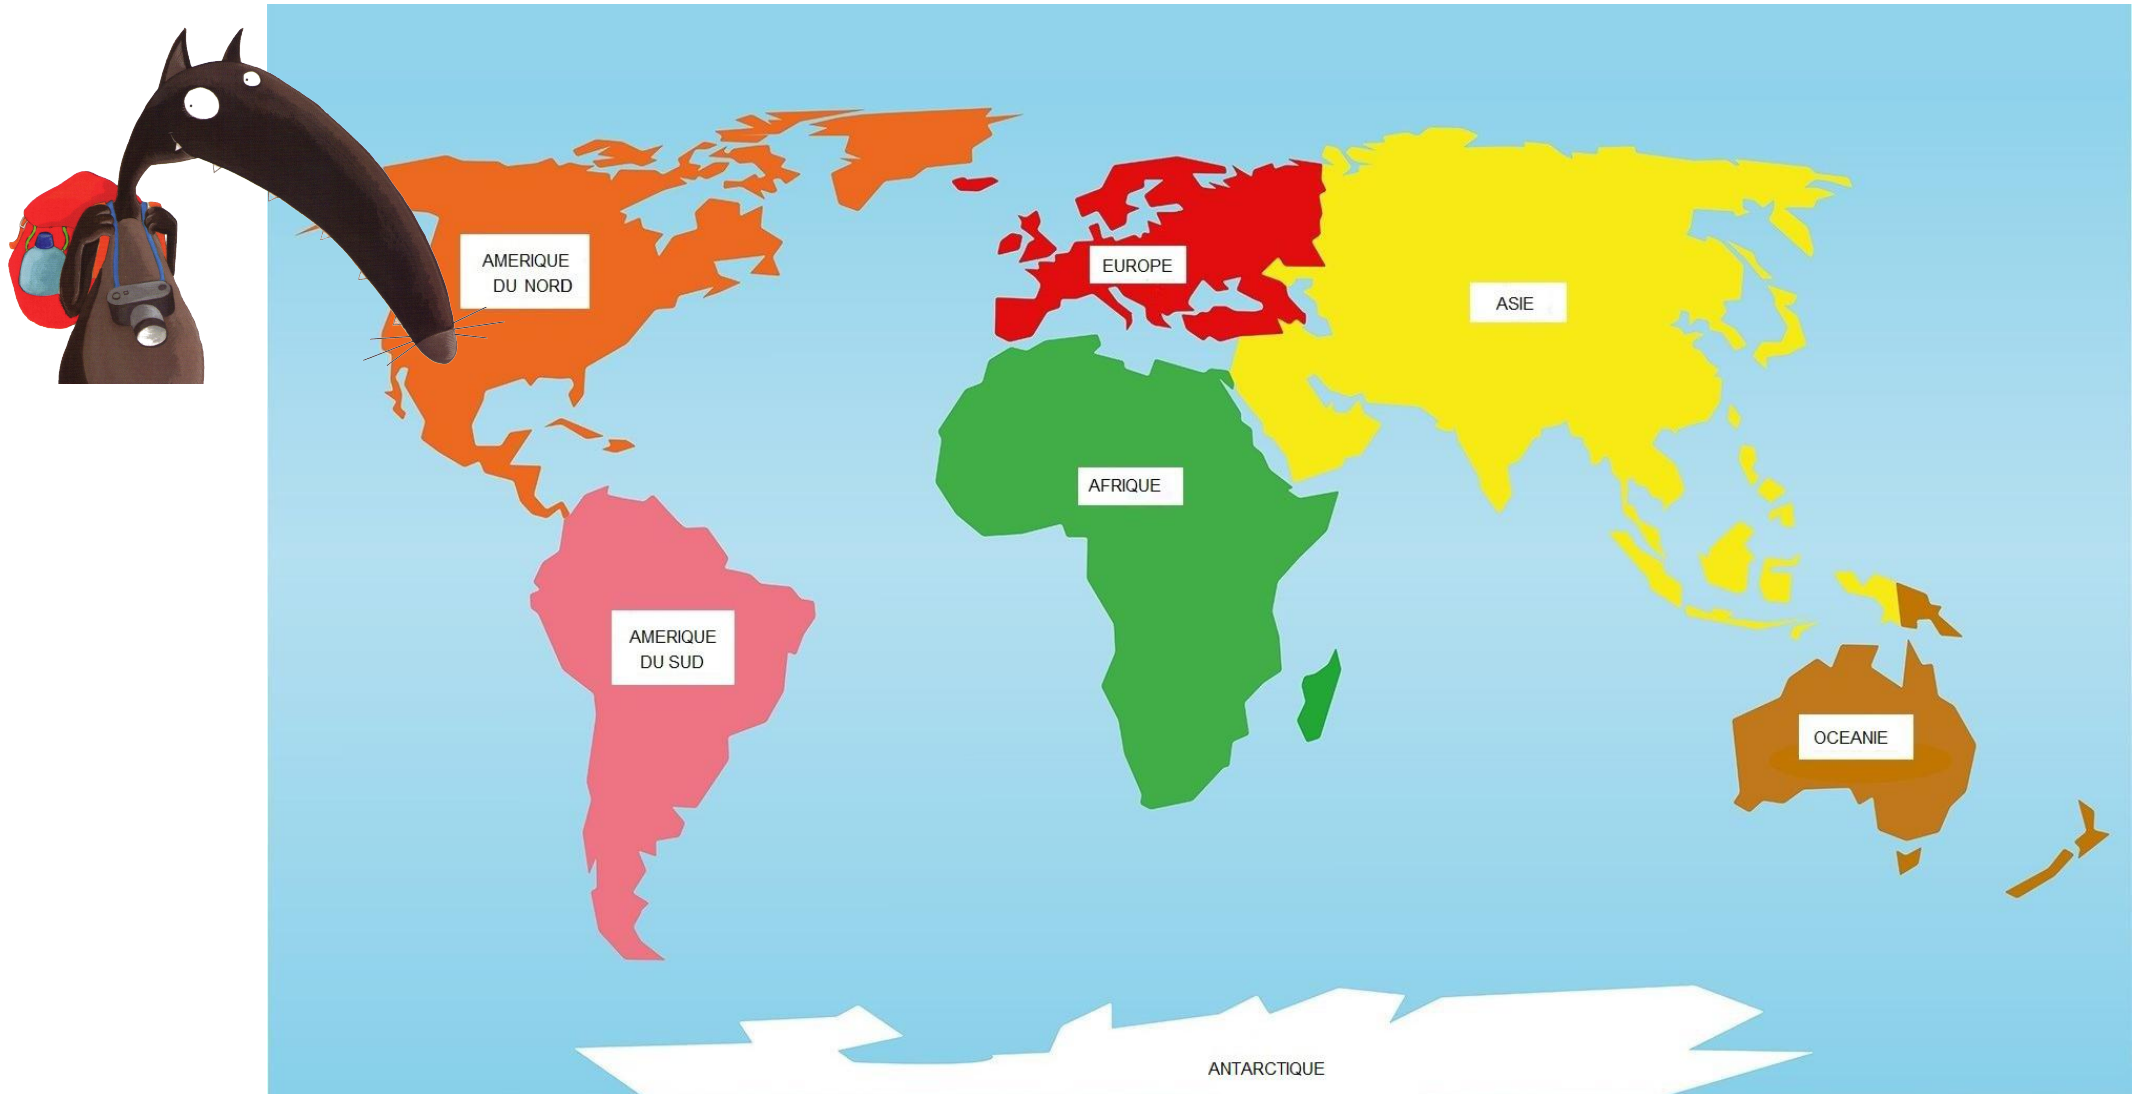 AMERIQUE
DU NORD
EUROPE
ASIE
AFRIQUE
AMERIQUE
DU SUD
OCEANIE
ANTARCTIQUE